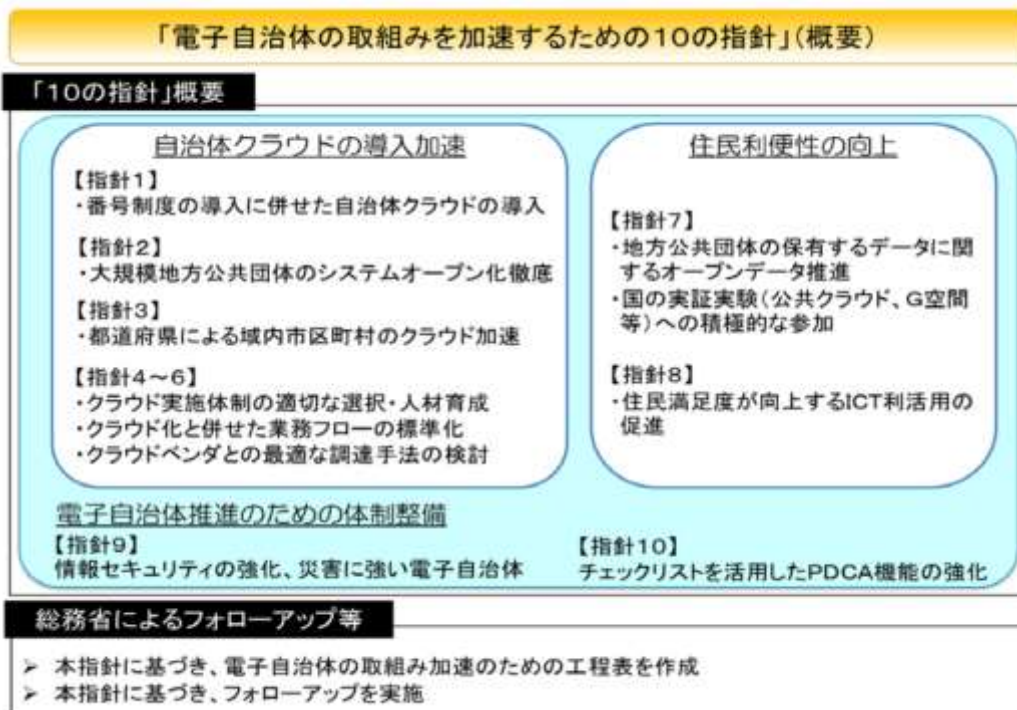 「電子自治体の取組みを加速するための10の指針」(概要)
「10の指針」概要
自治体クラウドの導入加速
【指針1】
・番号制度の導入に併せた自治体クラウドの導入
【指針2】
・大規模地方公共団体のシステムオープン化徹底
【指針3】
・都道府県による域内市区町村のクラウド加速
【指針4～6】
・クラウド実施体制の適切な選択・人材育成
・クラウド化と併せた業務フローの標準化
・クラウドベンダとの最適な調達手法の検討
住民利便性の向上
【指針7】
・地方公共団体の保有するデータに関
するオープンデータ推進
・国の実証実験(公共クラウド、G空間
等)への積極的な参加
【指針8】
・住民満足度が向上するICT利活用の
促進
電子自治体推進のための体制整備
【指針9】
情報セキュリティの強化、災害に強い電子自治体
【指針10】
チェックリストを活用したPDCA機能の強化
総務省によるフォローアップ等
➢ 本指針に基づき、電子自治体の取組み加速のための工程表を作成
➢ 本指針に基づき、フォローアップを実施